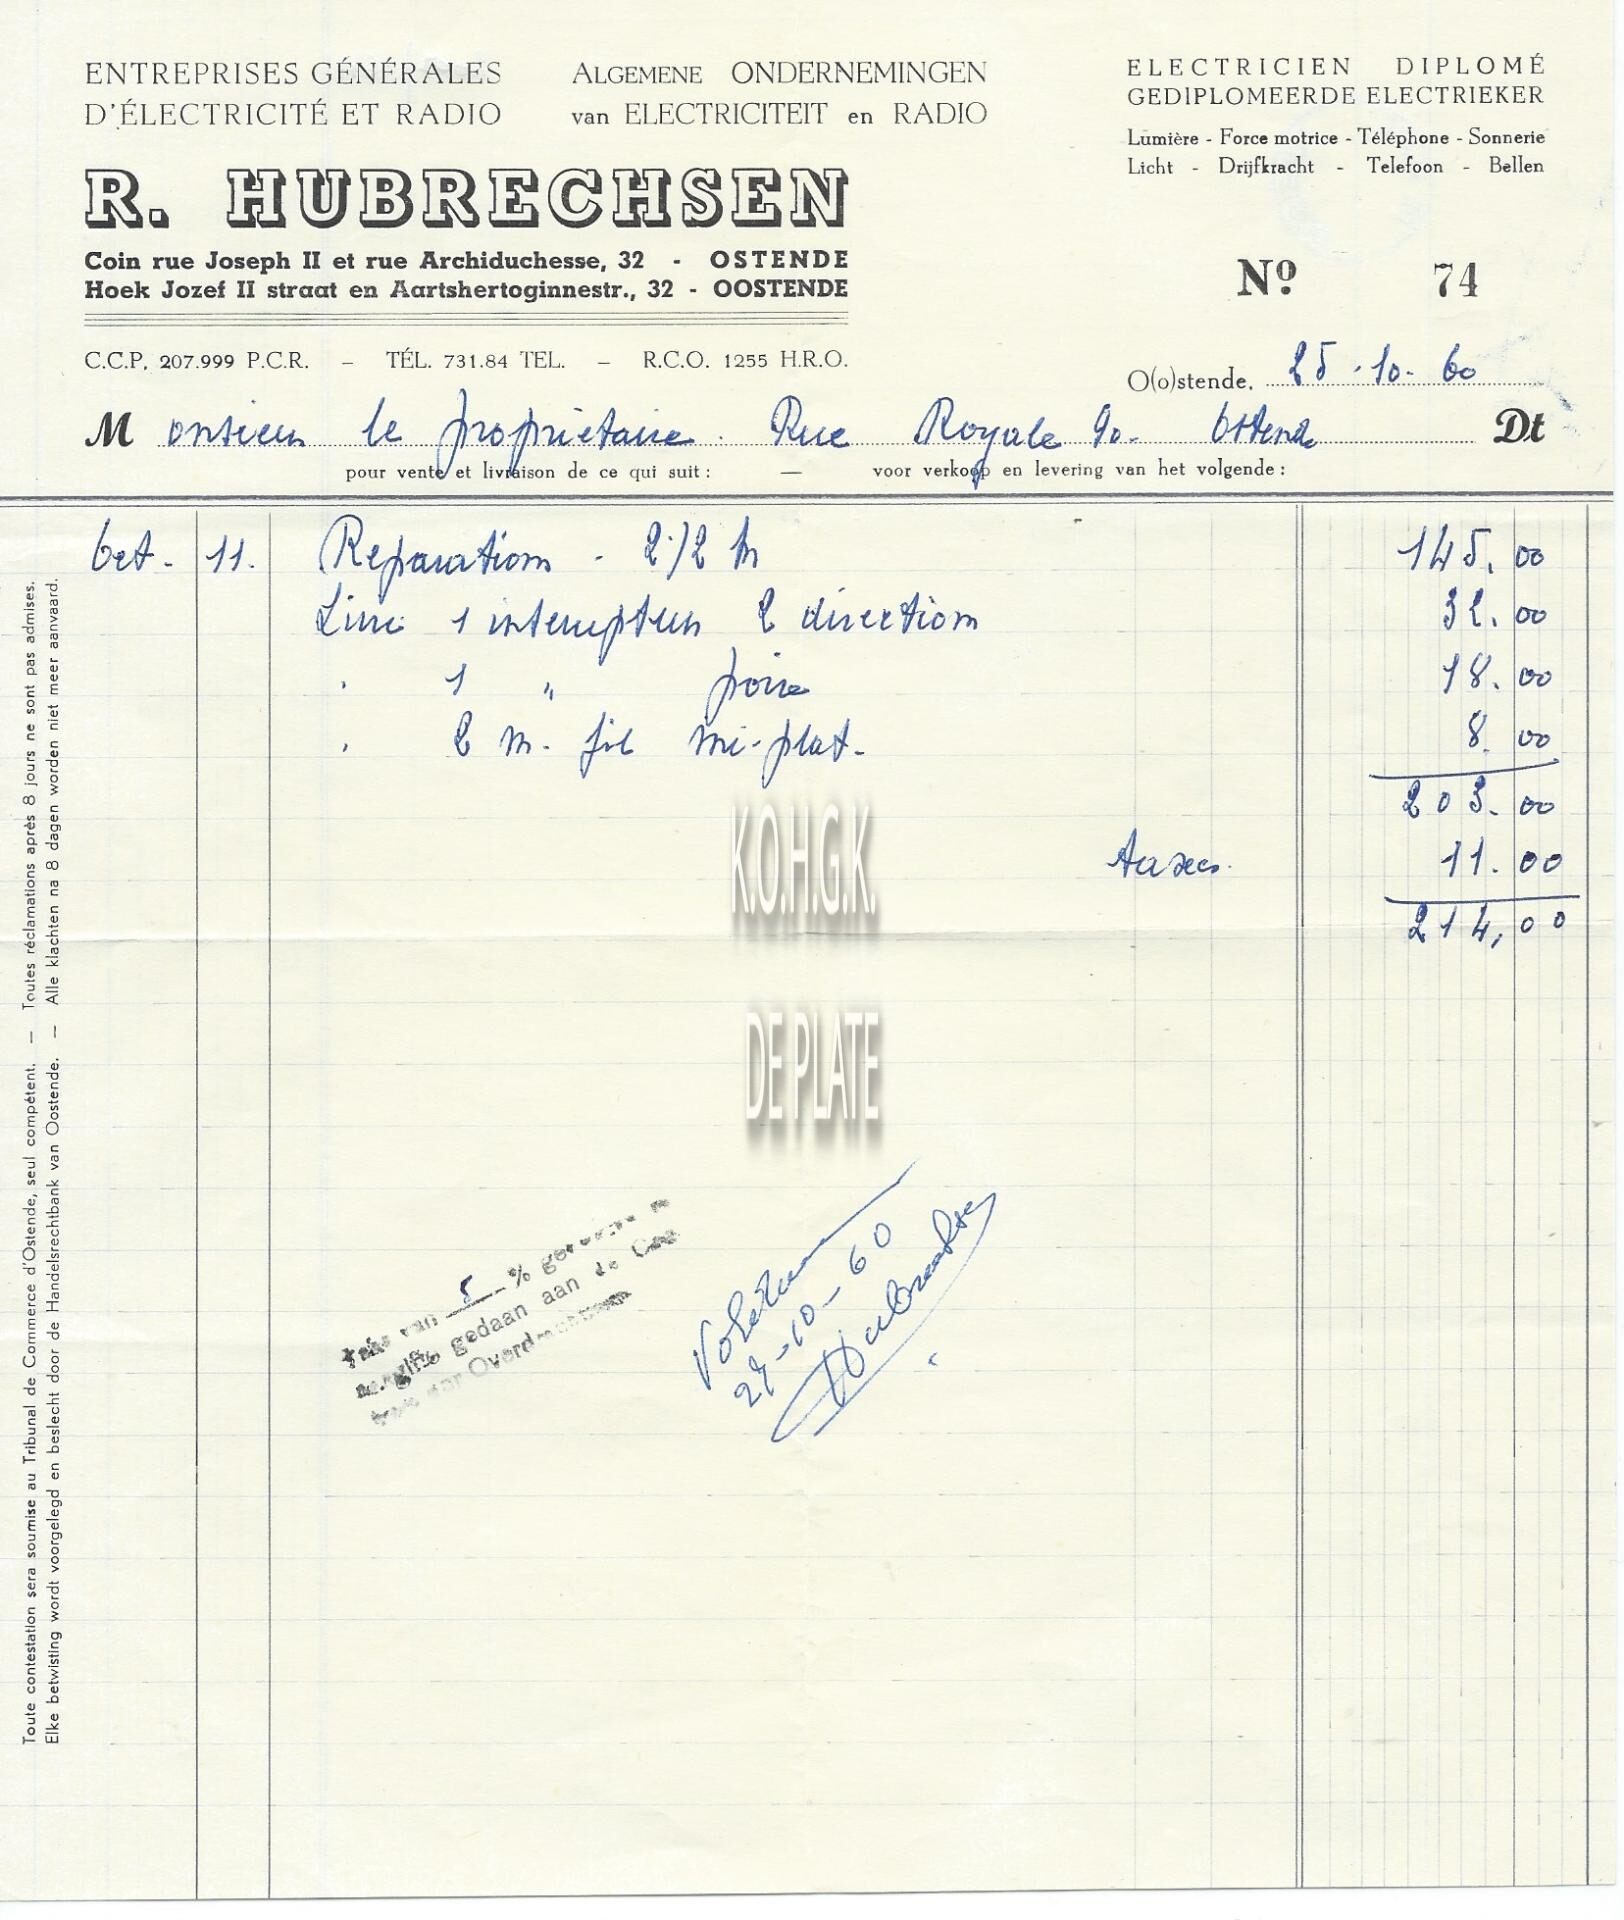 ENTREPRISES GÉNÉRALES
D'ÉLECTRICITÉ ET RADIO
ALGEMENE ONDERNEMINGEN
van ELECTRICITEIT en RADIO
ELECTRICIEN DIPLOMÉ
GEDIPLOMEERDE ELECTRIEKER
Lumière - Force motrice - Téléphone - Sonnerie
Licht - Drijfkracht - Telefoon - Bellen
R. HUBRECHSEN
Coin rue Joseph II et rue Archiduchesse, 32 - OSTENDE
Hoek Jozef II straat en Aartshertoginnestr., 32 - OOSTENDE
Nº 74
C.C.P. 207.999 P.C.R. – TÉL. 731.84 TEL. – R.C.O. 1255 H.R.O.
O(o)stende, 25.10.60
Monsieur le propriétaire. Rue Royale 90. Ostende Dt
pour vente et livraison de ce qui suit : — voor verkoop en levering van het volgende :
Oct. 11. Reparations - 2 1/2 h 145.00
Livré 1 interrupteur 2 direction 32.00
" 1 " poire 18.00
" 2 m. fil mi-plat. 8.00
203.00
taxes. 11.00
214,00
K.O.H.G.K.
DE PLATE
van 5 %
gedaan aan de
Voldaan
27-10-60
Hubrechsen
Toute contestation sera soumise au Tribunal de Commerce d'Ostende, seul compétent. — Toutes réclamations après 8 jours ne sont pas admises.
Elke betwisting wordt voorgelegd en beslecht door de Handelsrechtbank van Oostende. — Alle klachten na 8 dagen worden niet meer aanvaard.